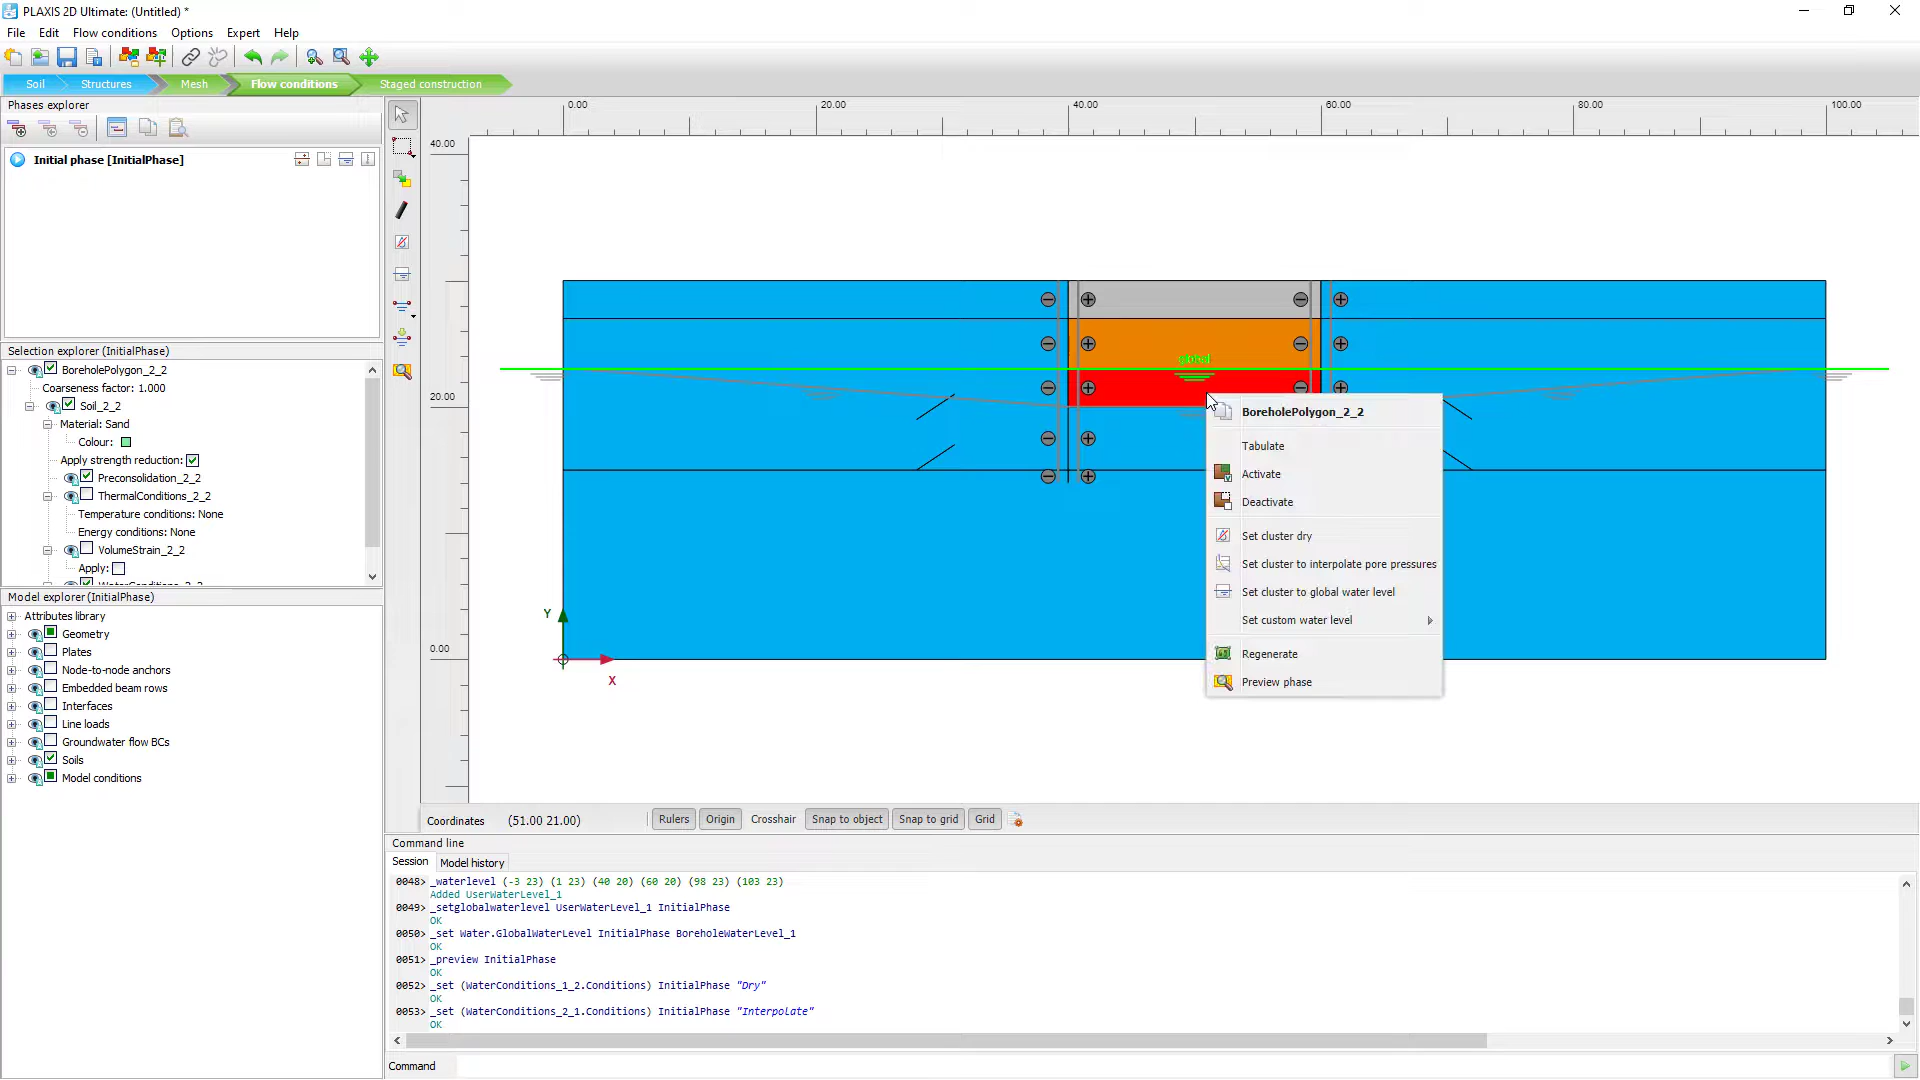 PLAXIS 2D Ultimate: (Untitled) *
File Edit Flow conditions Options Expert Help
Soil Structures Mesh Flow conditions Staged construction
Phases explorer
Initial phase [InitialPhase]
Selection explorer (InitialPhase)
BoreholePolygon_2_2
Coarseness factor: 1.000
Soil_2_2
Material: Sand
Colour:
Apply strength reduction:
Preconsolidation_2_2
ThermalConditions_2_2
Temperature conditions: None
Energy conditions: None
VolumeStrain_2_2
Apply:
WaterConditions_2_2
Model explorer (InitialPhase)
Attributes library
Geometry
Plates
Node-to-node anchors
Embedded beam rows
Interfaces
Line loads
Groundwater flow BCs
Soils
Model conditions
0.00 20.00 40.00 60.00 80.00 100.00
40.00
20.00
0.00
global
Y
X
BoreholePolygon_2_2
Tabulate
Activate
Deactivate
Set cluster dry
Set cluster to interpolate pore pressures
Set cluster to global water level
Set custom water level
Regenerate
Preview phase
Coordinates (51.00 21.00) Rulers Origin Crosshair Snap to object Snap to grid Grid
Command line
Session Model history
0048> _waterlevel (-3 23) (1 23) (40 20) (60 20) (98 23) (103 23)
Added UserWaterLevel_1
0049> _setglobalwaterlevel UserWaterLevel_1 InitialPhase
OK
0050> _set Water.GlobalWaterLevel InitialPhase BoreholeWaterLevel_1
OK
0051> _preview InitialPhase
OK
0052> _set (WaterConditions_1_2.Conditions) InitialPhase "Dry"
OK
0053> _set (WaterConditions_2_1.Conditions) InitialPhase "Interpolate"
OK
Command